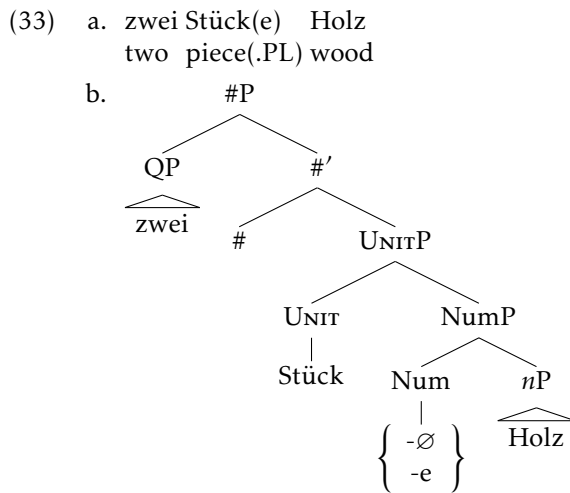 (33) a. zwei Stück(e) Holz
two piece(.PL) wood
b. #P
QP #′
zwei # UNITP
UNIT NumP
Stück Num nP
-∅ Holz
-e